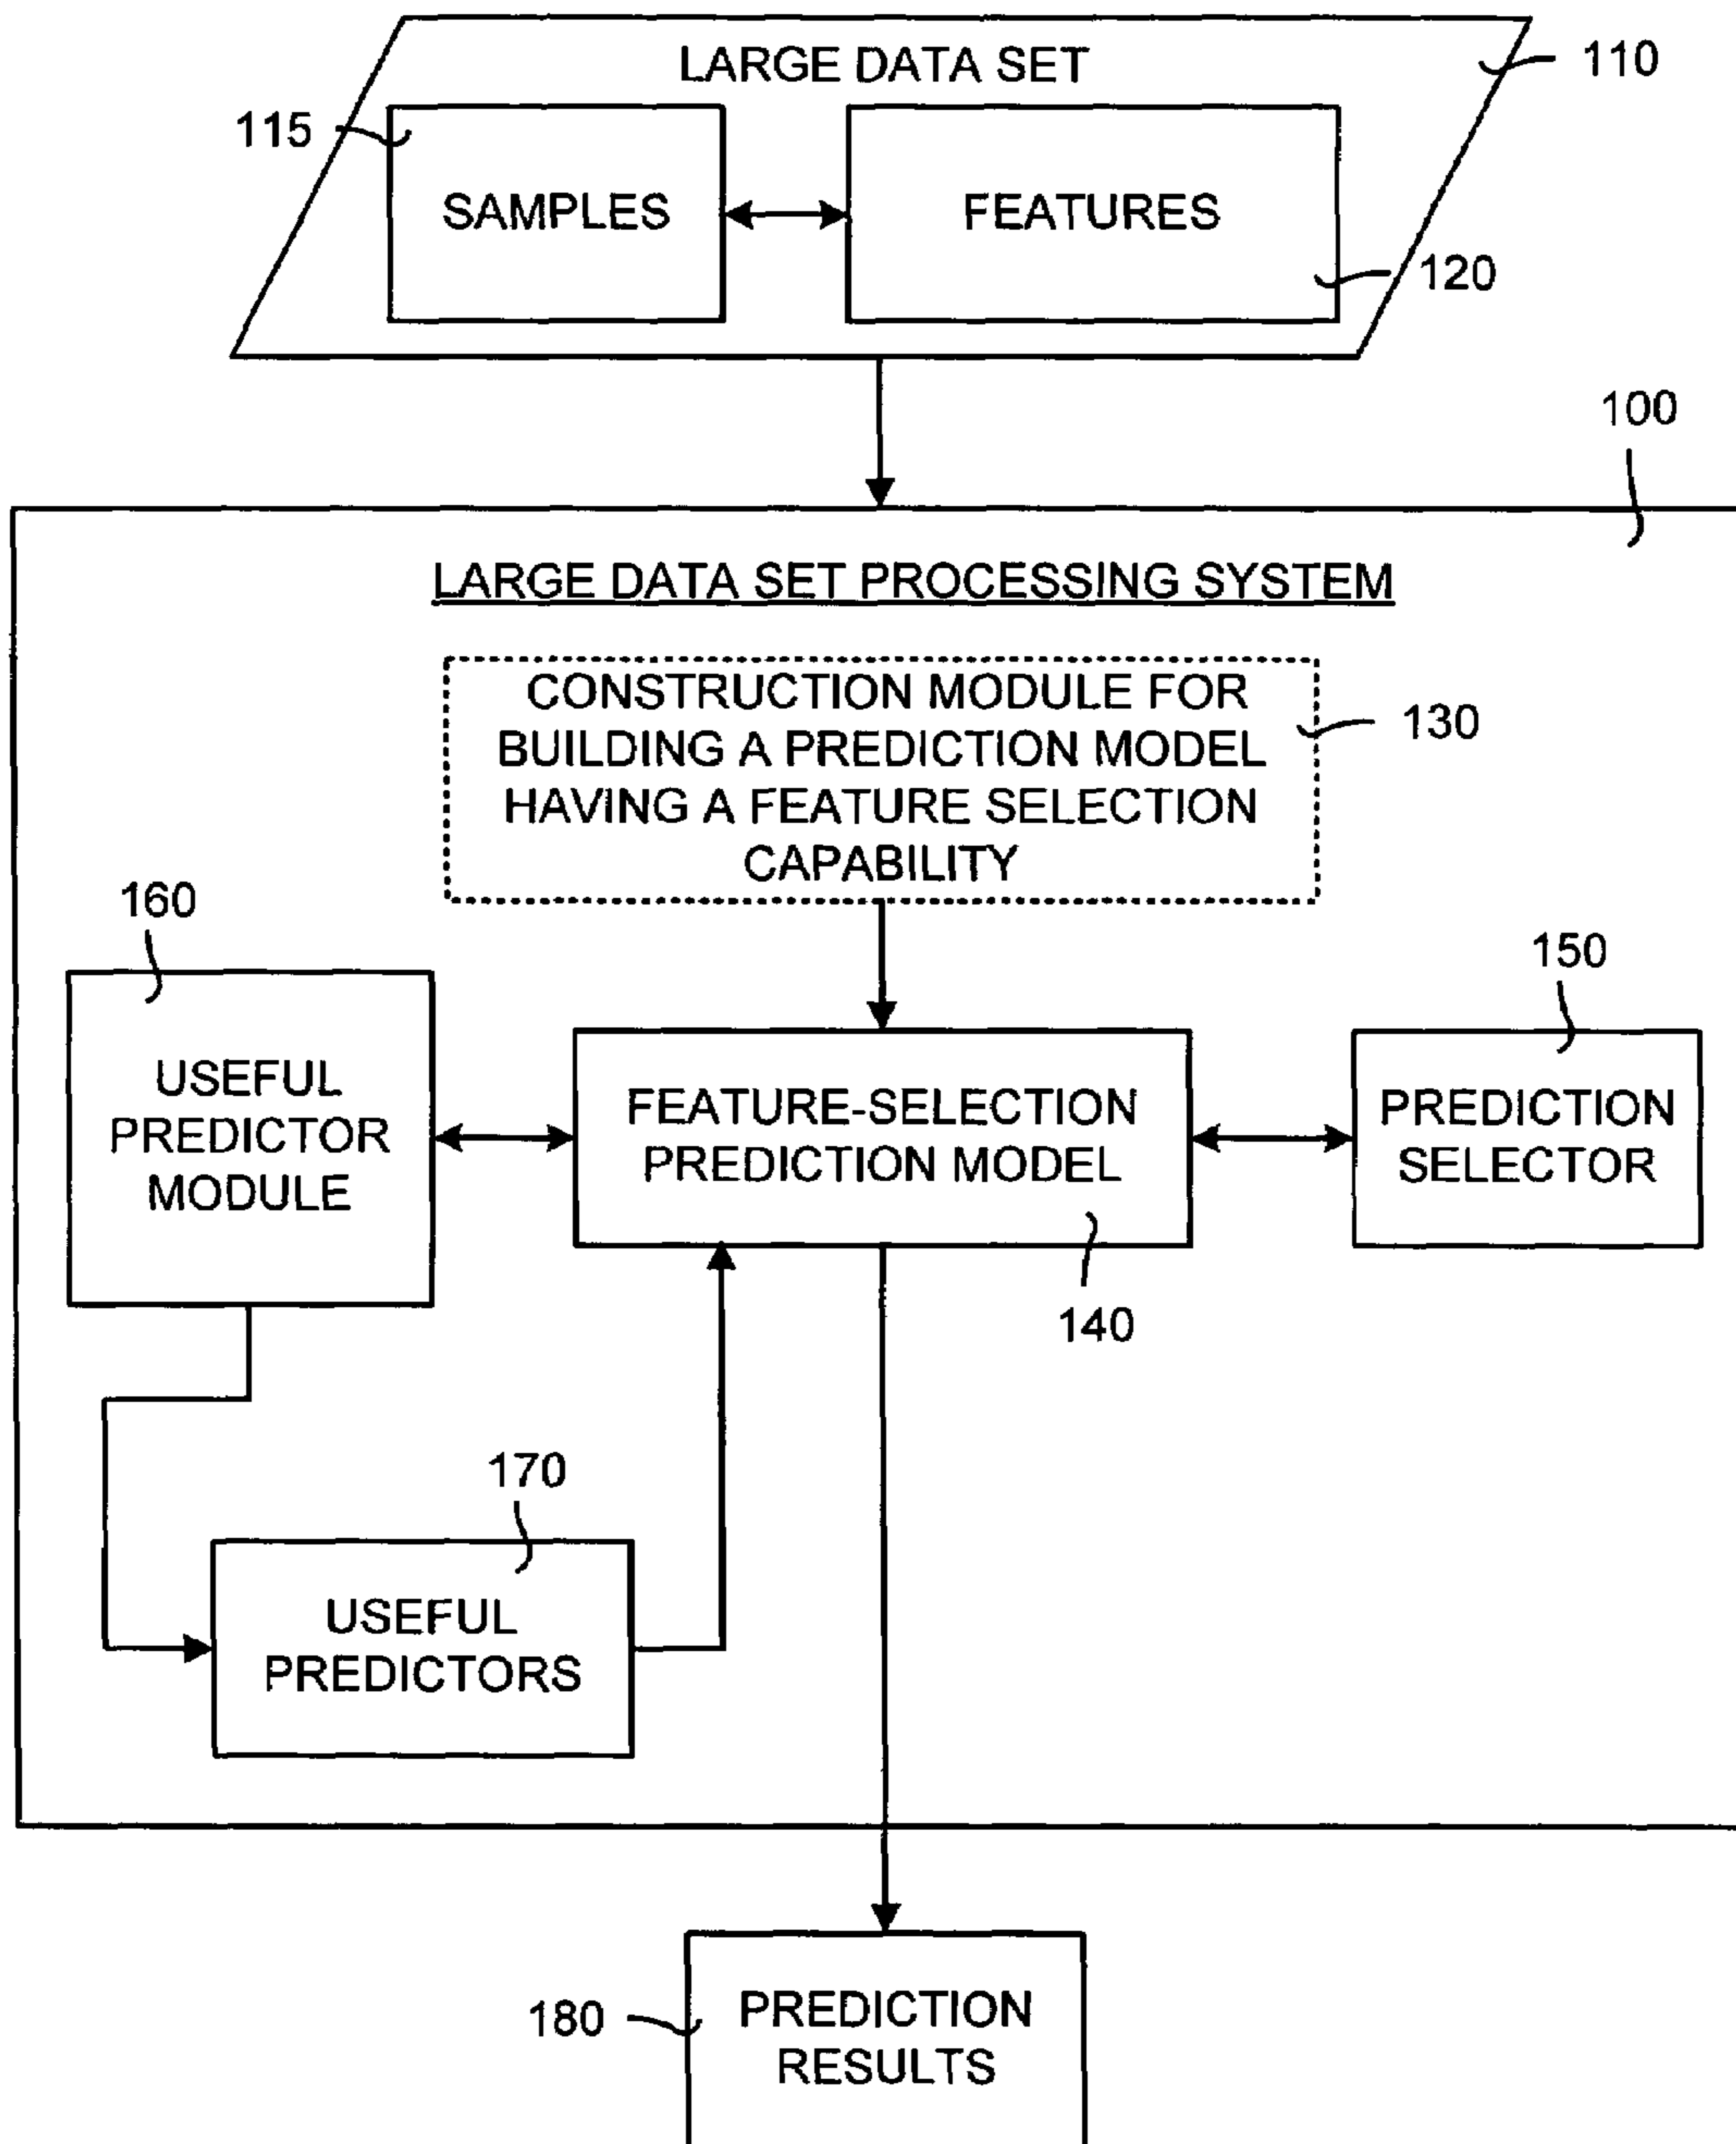 LARGE DATA SET
110
115
SAMPLES
FEATURES
120
100
LARGE DATA SET PROCESSING SYSTEM
CONSTRUCTION MODULE FOR
BUILDING A PREDICTION MODEL
HAVING A FEATURE SELECTION
CAPABILITY
130
160
150
USEFUL
PREDICTOR
MODULE
FEATURE-SELECTION
PREDICTION MODEL
PREDICTION
SELECTOR
140
170
USEFUL
PREDICTORS
180
PREDICTION
RESULTS